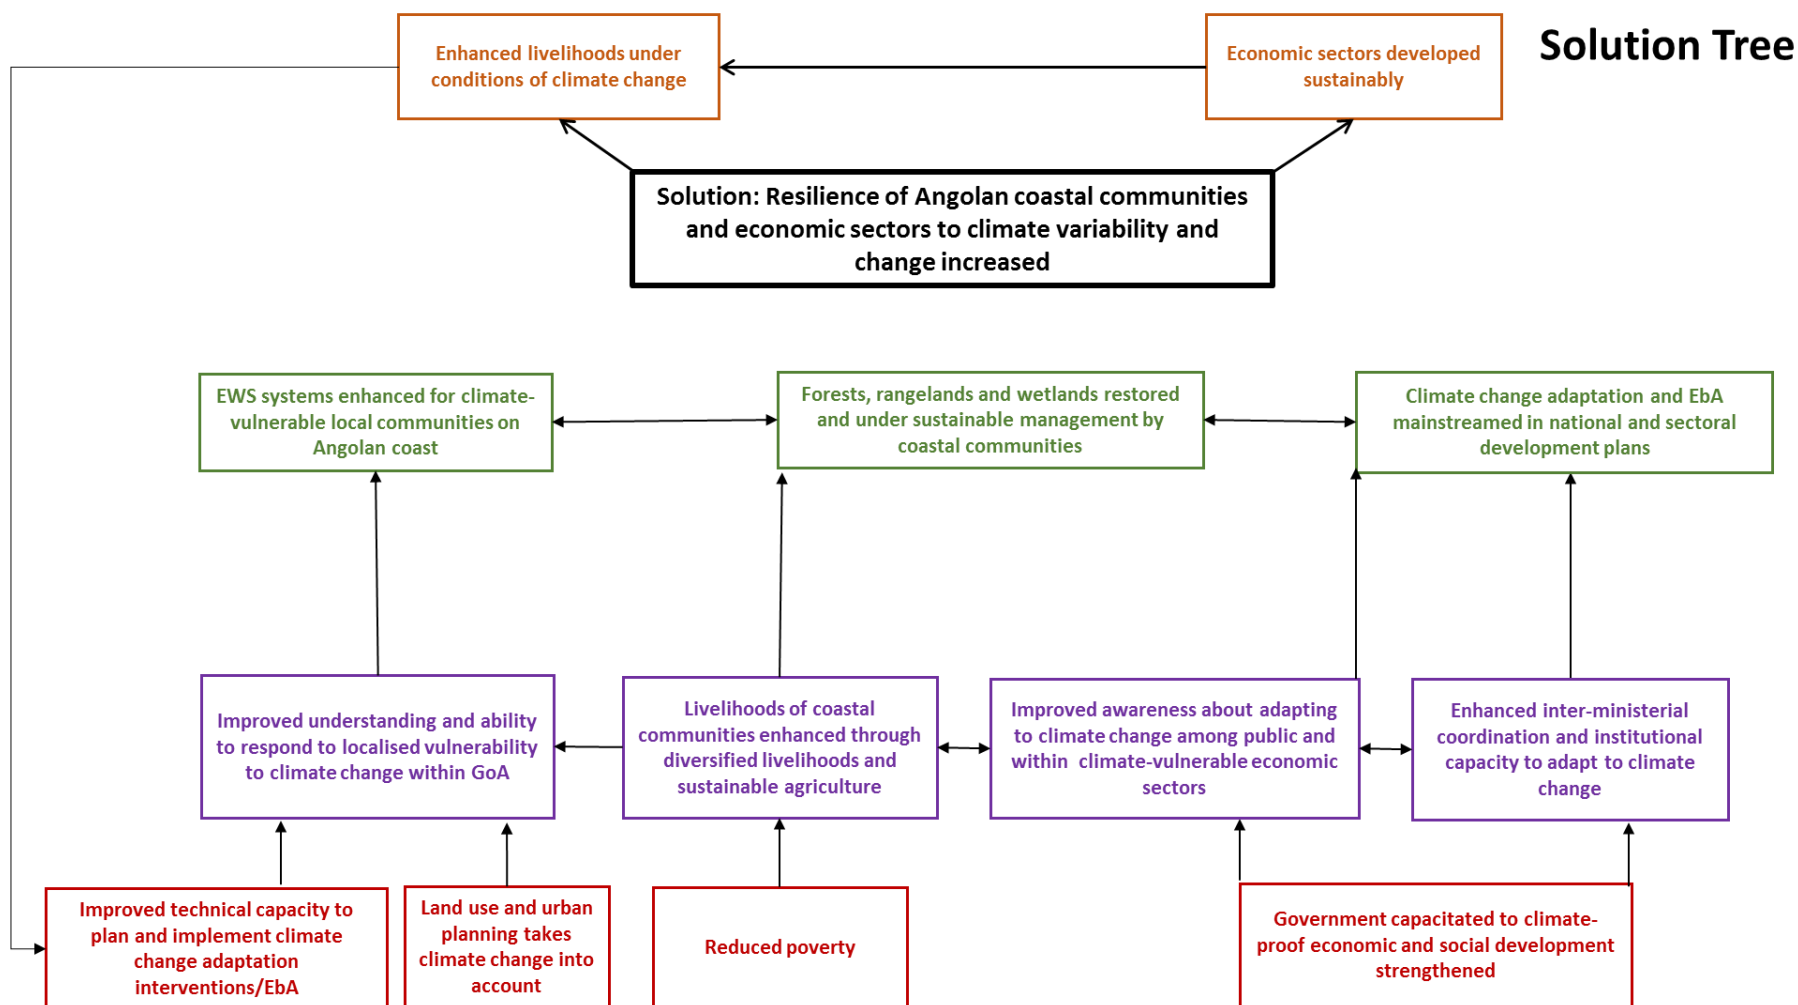 Solution Tree
Enhanced livelihoods under
conditions of climate change
Economic sectors developed
sustainably
Solution: Resilience of Angolan coastal communities
and economic sectors to climate variability and
change increased
EWS systems enhanced for climate-
vulnerable local communities on
Angolan coast
Forests, rangelands and wetlands restored
and under sustainable management by
coastal communities
Climate change adaptation and EbA
mainstreamed in national and sectoral
development plans
Improved understanding and ability
to respond to localised vulnerability
to climate change within GoA
Livelihoods of coastal
communities enhanced through
diversified livelihoods and
sustainable agriculture
Improved awareness about adapting
to climate change among public and
within climate-vulnerable economic
sectors
Enhanced inter-ministerial
coordination and institutional
capacity to adapt to climate
change
Improved technical capacity to
plan and implement climate
change adaptation
interventions/EbA
Land use and urban
planning takes
climate change into
account
Reduced poverty
Government capacitated to climate-
proof economic and social development
strengthened